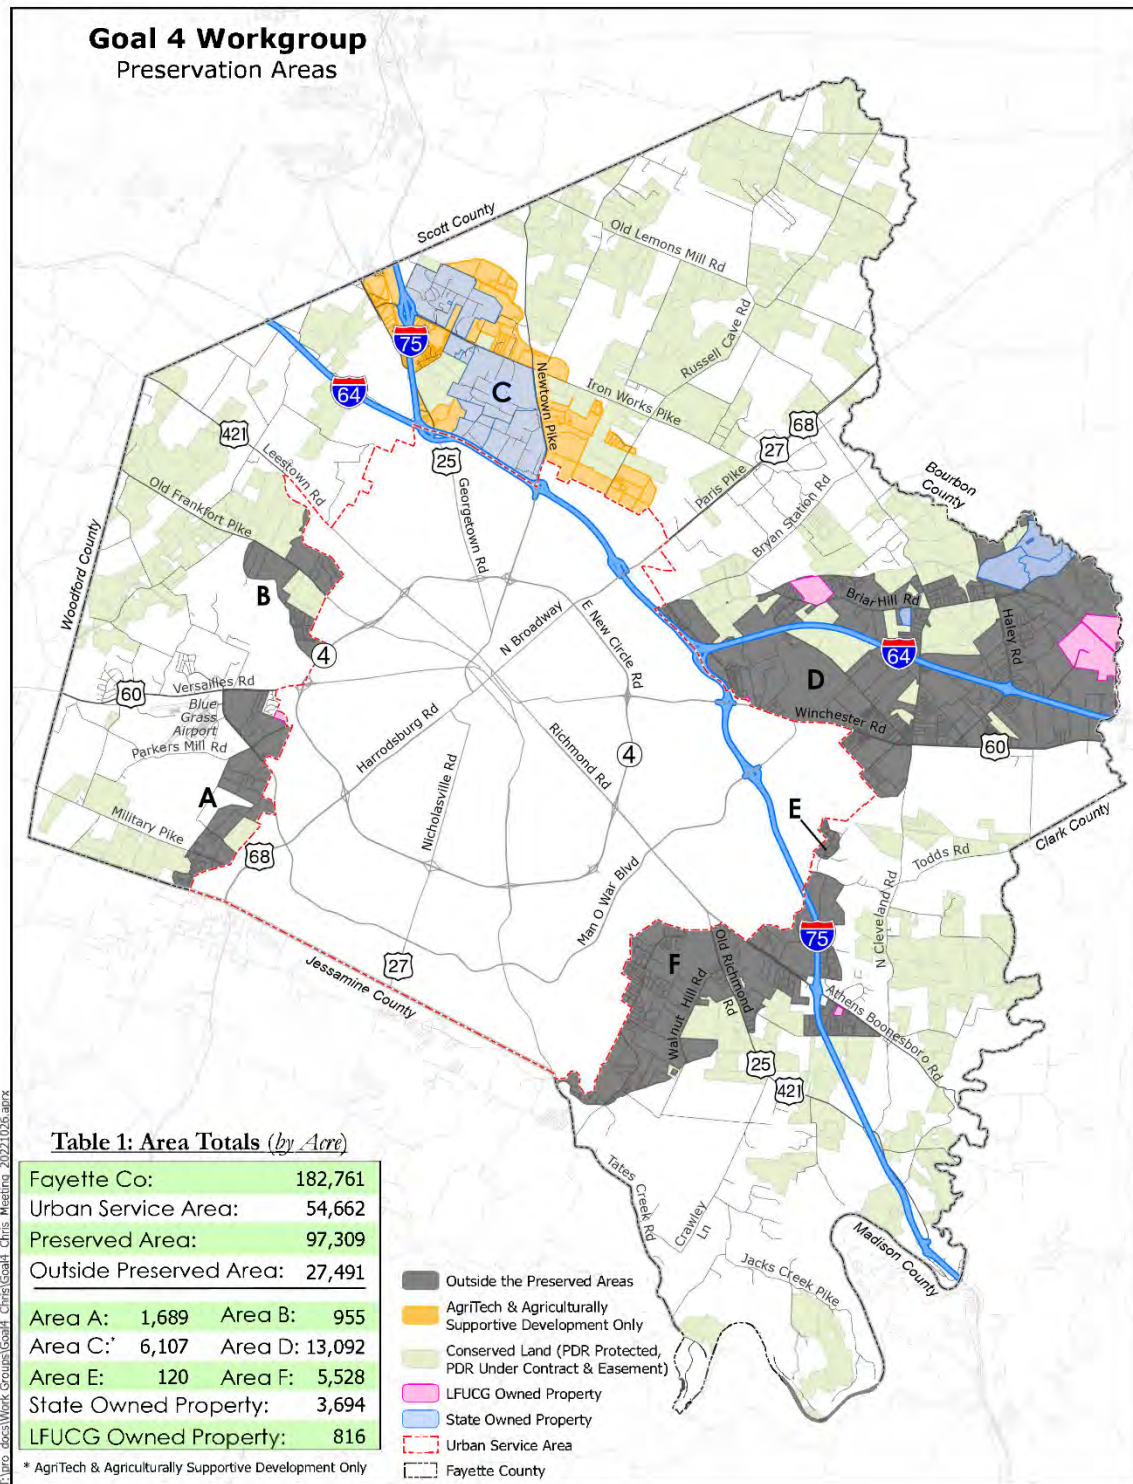 Goal 4 Workgroup
Preservation Areas
Scott County
Old Lemons Mill Rd
75
Russell Cave Rd
64
C
Newtown Pike
Iron Works Pike
421
Leestown Rd
68
27
25
Georgetown Rd
Paris Pike
Bourbon
County
Old Frankfort Pike
Bryan Station Rd
Woodford County
B
Briar Hill Rd
N Broadway
E New Circle Rd
Haley Rd
4
64
60
Versailles Rd
D
Blue
Grass
Airport
Winchester Rd
60
Parkers Mill Rd
Harrodsburg Rd
Richmond Rd
4
Nicholasville Rd
A
E
Military Pike
68
Clark County
Todds Rd
Man O War Blvd
N Cleveland Rd
75
27
F
Old Richmond
Rd
Jessamine County
Walnut Hill Rd
Athens Boonesboro Rd
25
421
Tates Creek Rd
Crawley
Ln
Madison County
Jacks Creek Pike
Table 1: Area Totals (by Acre)
Fayette Co: 182,761
Urban Service Area: 54,662
Preserved Area: 97,309
Outside Preserved Area: 27,491
Area A: 1,689 Area B: 955
Area C:* 6,107 Area D: 13,092
Area E: 120 Area F: 5,528
State Owned Property: 3,694
LFUCG Owned Property: 816
* AgriTech & Agriculturally Supportive Development Only
Outside the Preserved Areas
AgriTech & Agriculturally
Supportive Development Only
Conserved Land (PDR Protected,
PDR Under Contract & Easement)
LFUCG Owned Property
State Owned Property
Urban Service Area
Fayette County